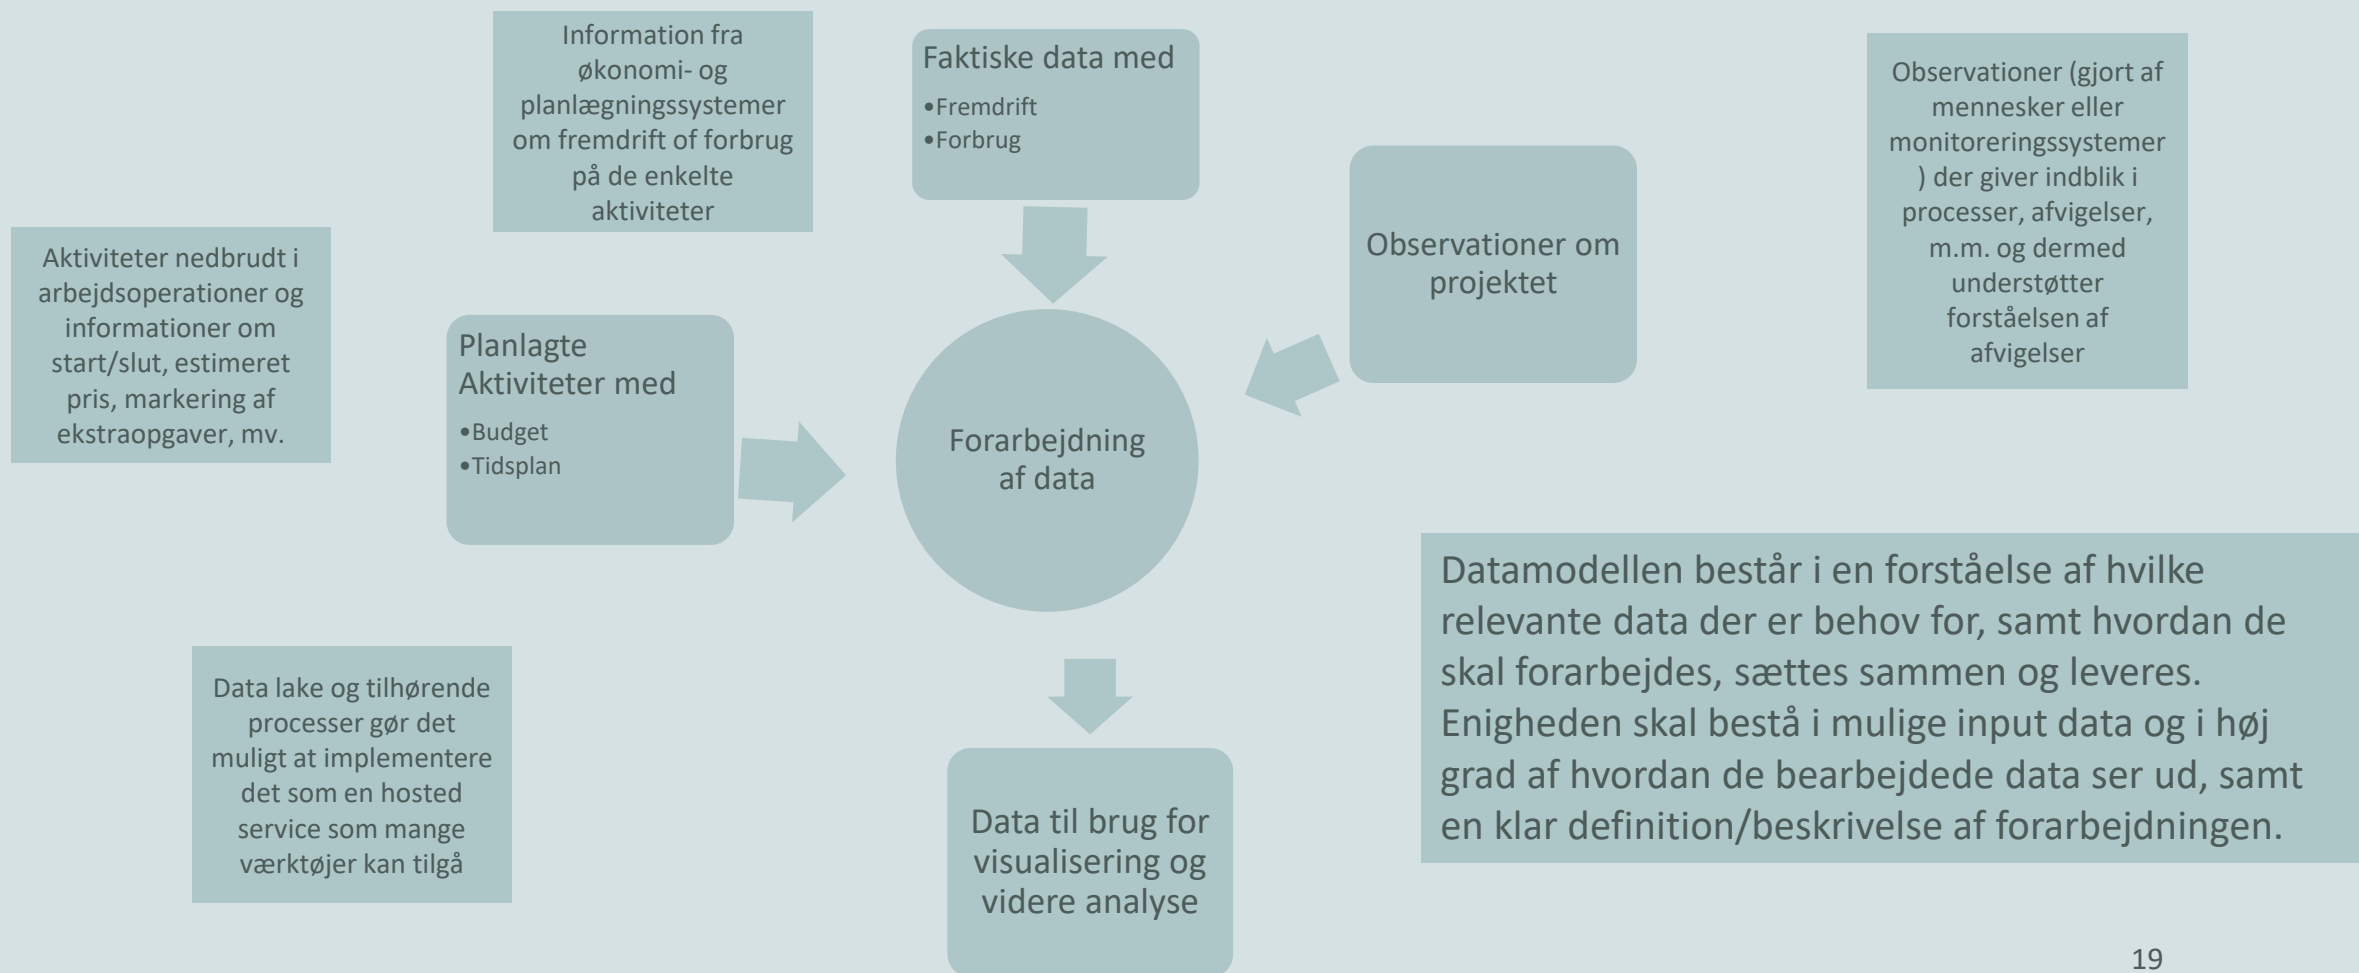 Information fra
økonomi- og
planlægningssystemer
om fremdrift of forbrug
på de enkelte
aktiviteter
Faktiske data med
•Fremdrift
•Forbrug
Observationer (gjort af
mennesker eller
monitoreringssystemer
) der giver indblik i
processer, afvigelser,
m.m. og dermed
understøtter
forståelsen af
afvigelser
Observationer om
projektet
Aktiviteter nedbrudt i
arbejdsoperationer og
informationer om
start/slut, estimeret
pris, markering af
ekstraopgaver, mv.
Planlagte
Aktiviteter med
•Budget
•Tidsplan
Forarbejdning
af data
Datamodellen består i en forståelse af hvilke
relevante data der er behov for, samt hvordan de
skal forarbejdes, sættes sammen og leveres.
Enigheden skal bestå i mulige input data og i høj
grad af hvordan de bearbejdede data ser ud, samt
en klar definition/beskrivelse af forarbejdningen.
Data lake og tilhørende
processer gør det
muligt at implementere
det som en hosted
service som mange
værktøjer kan tilgå
Data til brug for
visualisering og
videre analyse
19